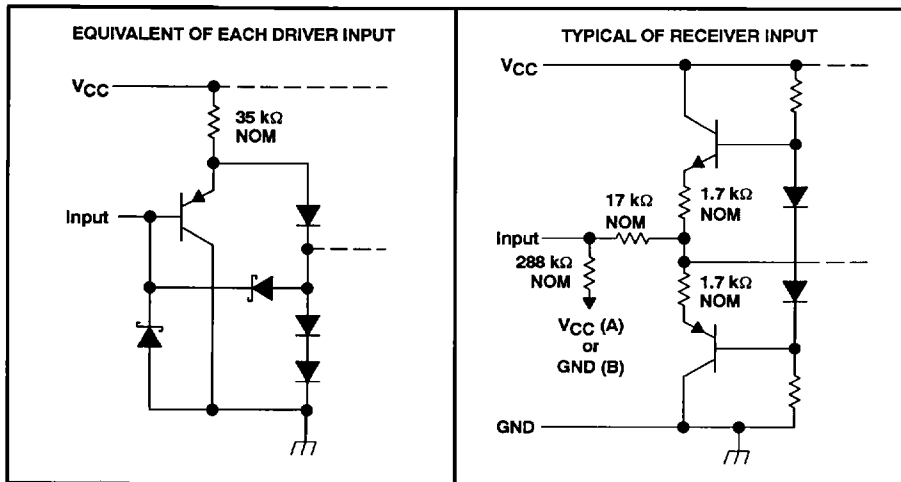 EQUIVALENT OF EACH DRIVER INPUT
VCC
35 kΩ
NOM
Input
TYPICAL OF RECEIVER INPUT
VCC
17 kΩ
NOM
1.7 kΩ
NOM
Input
288 kΩ
NOM
1.7 kΩ
NOM
VCC (A)
or
GND (B)
GND